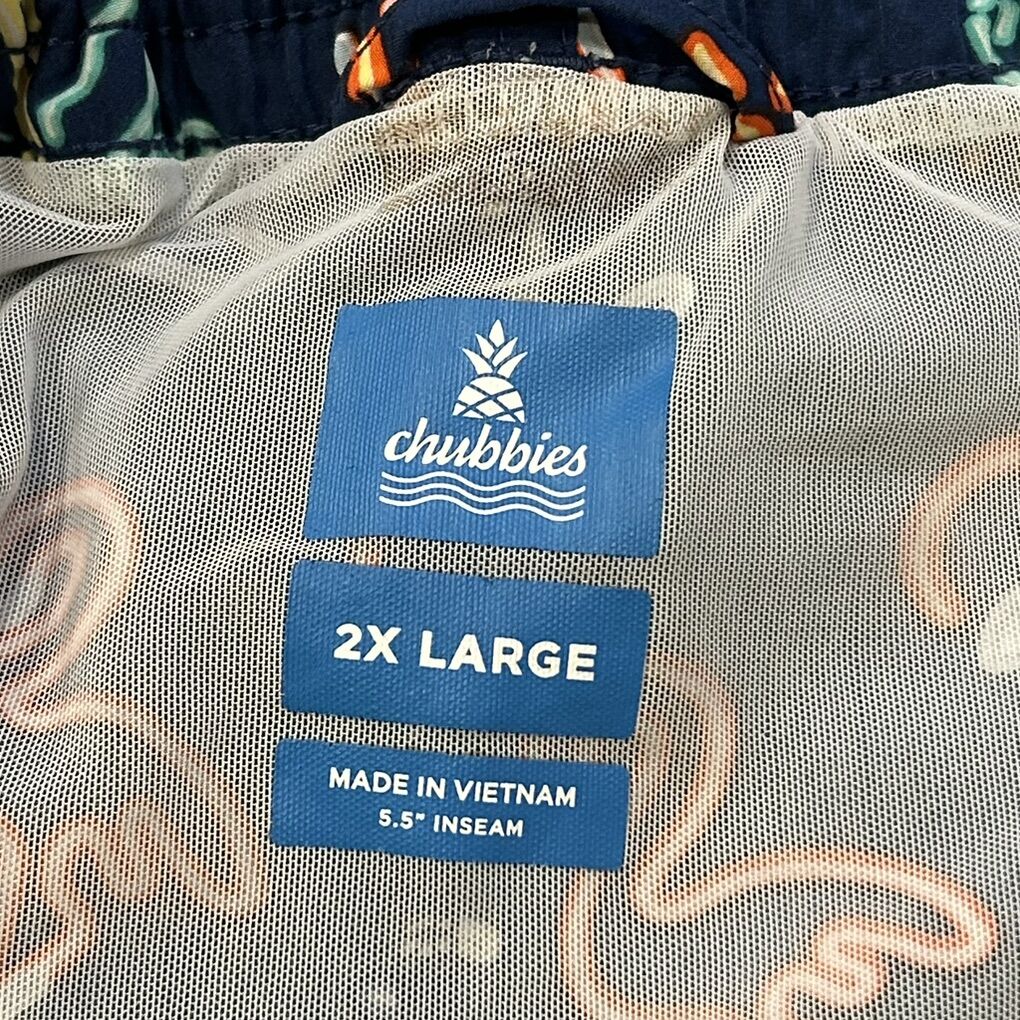 chubbies
2X LARGE
MADE IN VIETNAM
5.5" INSEAM